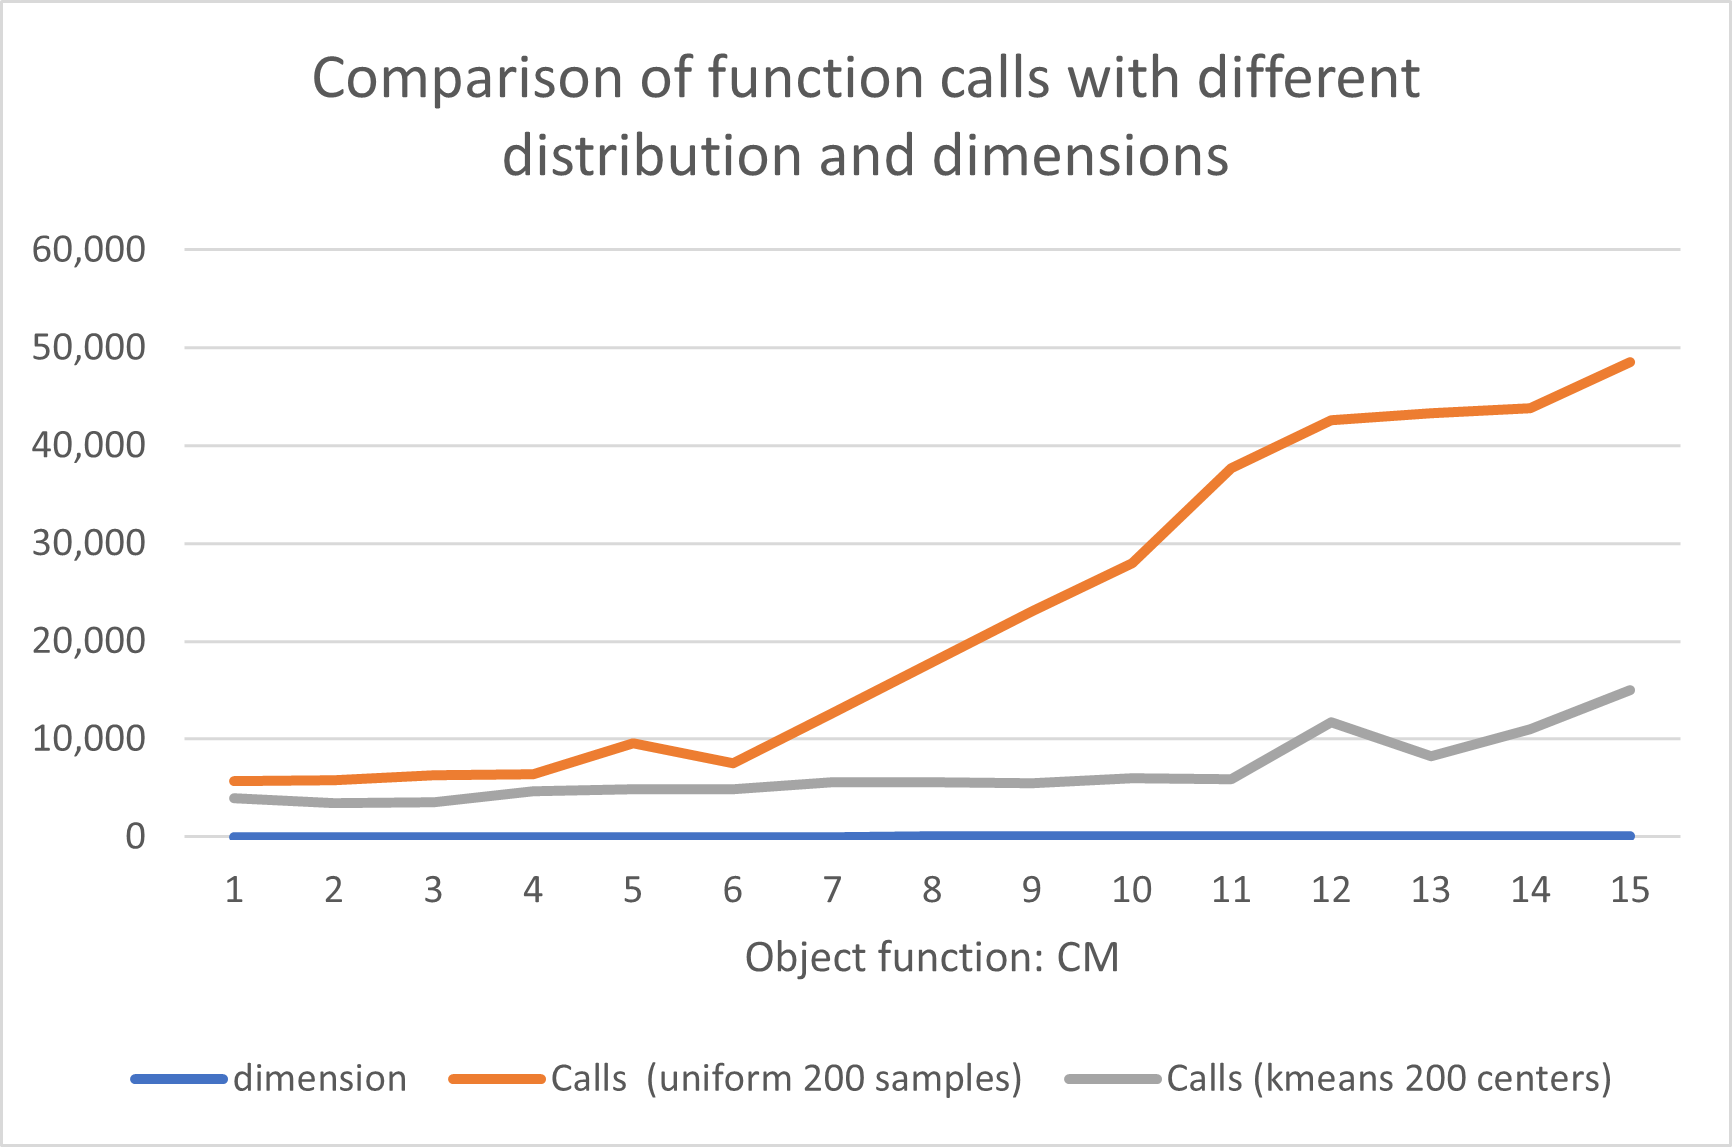 Comparison of function calls with different
distribution and dimensions
60,000
50,000
40,000
30,000
20,000
10,000
0
1 2 3 4 5 6 7 8 9 10 11 12 13 14 15
Object function: CM
dimension Calls (uniform 200 samples) Calls (kmeans 200 centers)